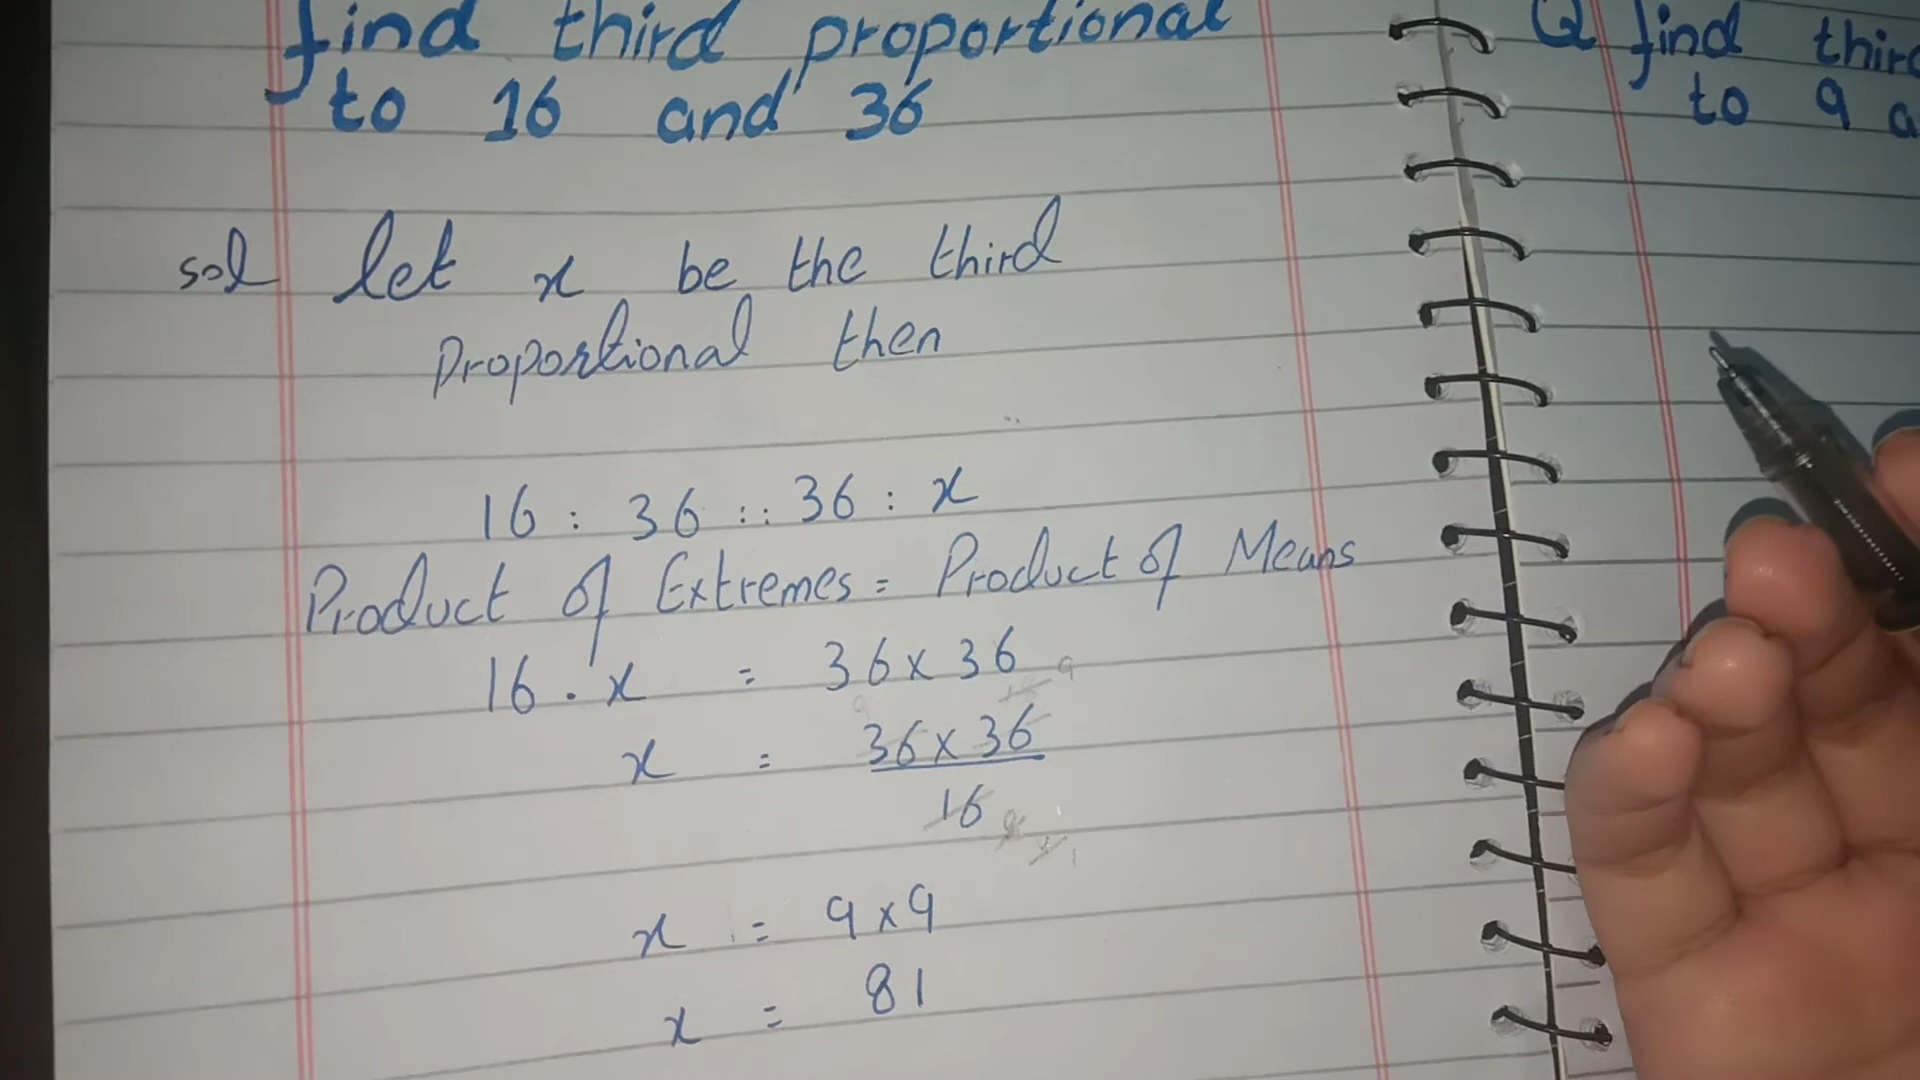 find third proportional
to 16 and 36
sol let x be the third
Proportional then
16 : 36 :: 36 : x
Product of Extremes = Product of Means
16 . x = 36 x 36
x = 36 x 36
16
x = 9 x 9
x = 81
Q find
to 9